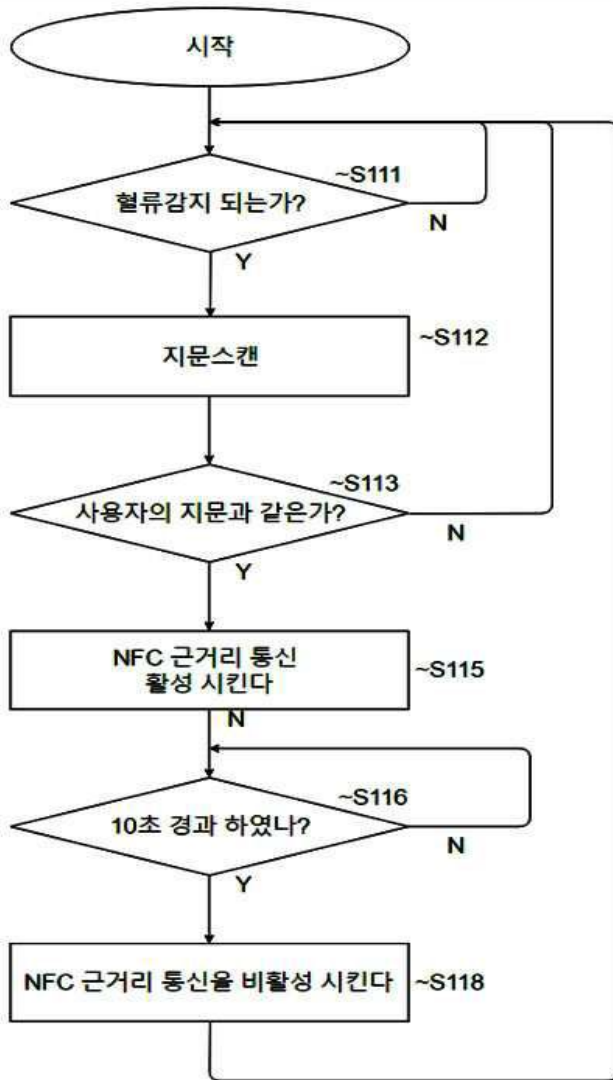 시작
혈류감지 되는가?
~S111
N
Y
지문스캔
~S112
사용자의 지문과 같은가?
~S113
N
Y
NFC 근거리 통신
활성 시킨다
~S115
N
10초 경과 하였나?
~S116
N
Y
NFC 근거리 통신을 비활성 시킨다
~S118